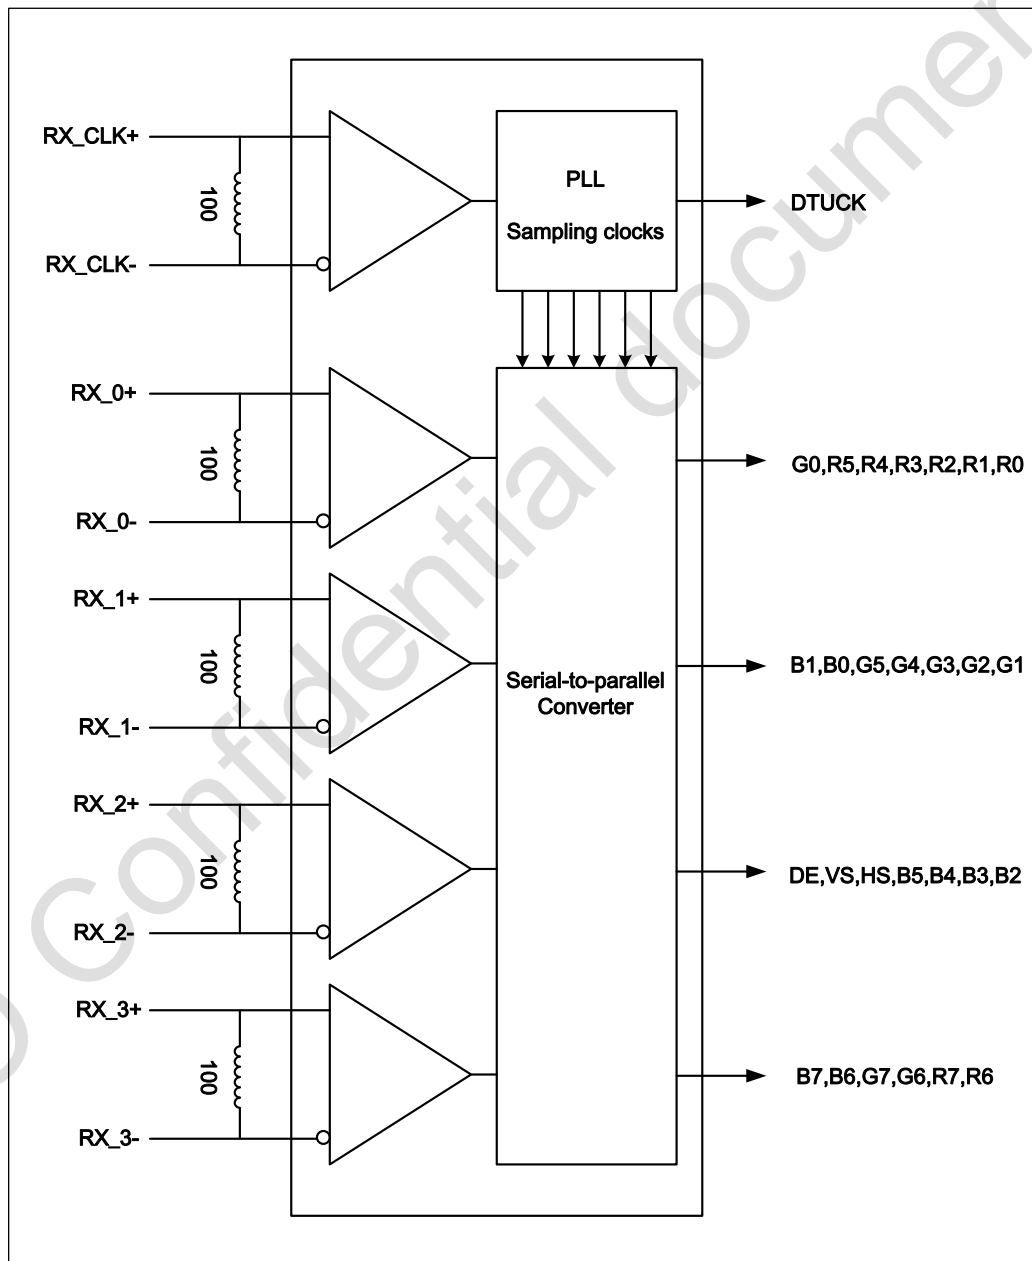 RX_CLK+
100
RX_CLK-
PLL
Sampling clocks
DTUCK
RX_0+
100
RX_0-
G0,R5,R4,R3,R2,R1,R0
RX_1+
100
RX_1-
Serial-to-parallel
Converter
B1,B0,G5,G4,G3,G2,G1
RX_2+
100
RX_2-
DE,VS,HS,B5,B4,B3,B2
RX_3+
100
RX_3-
B7,B6,G7,G6,R7,R6
Confidential